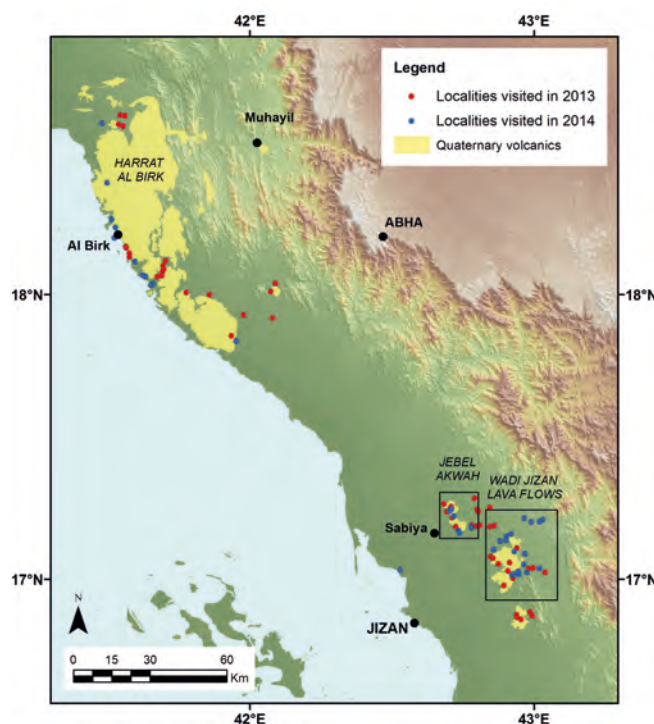 42°E
43°E
Legend
Localities visited in 2013
Localities visited in 2014
Quaternary volcanics
Muhayil
HARRAT
AL BIRK
ABHA
Al Birk
18°N
18°N
JEBEL
AKWAH
WADI JIZAN
LAVA FLOWS
Sabiya
17°N
17°N
N
JIZAN
0 15 30 60
Km
42°E
43°E